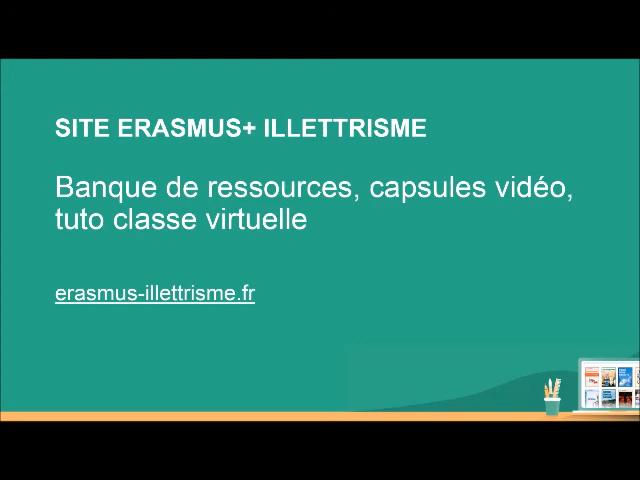 SITE ERASMUS+ ILLETTRISME
Banque de ressources, capsules vidéo,
tuto classe virtuelle
erasmus-illettrisme.fr